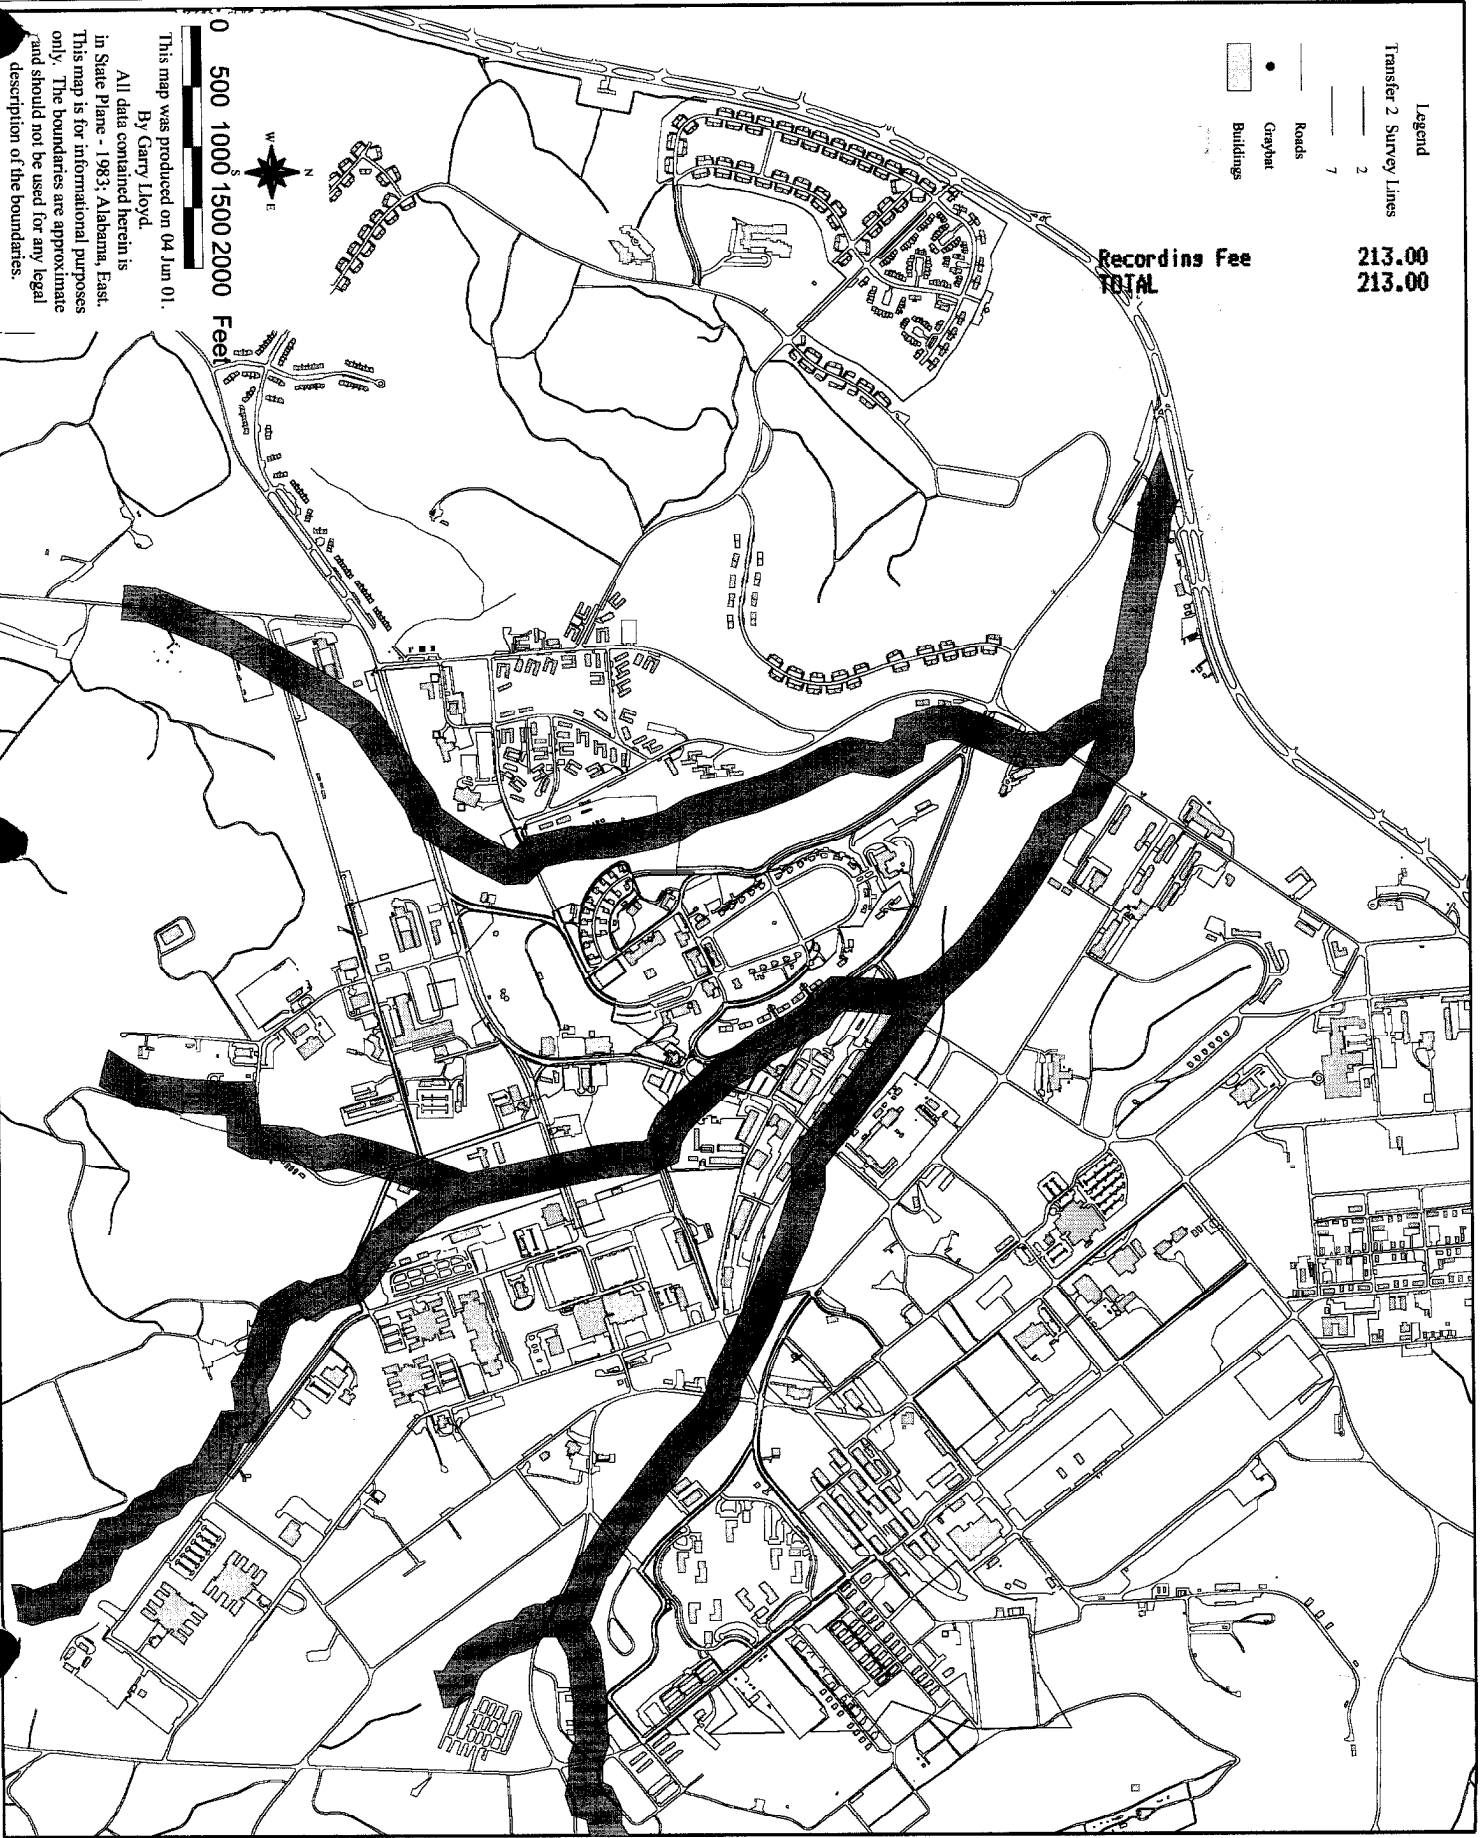 Legend
Transfer 2 Survey Lines
2
7
Roads
Graybat
Buildings
Recording Fee 213.00
TOTAL 213.00
N
W
E
S
0 500 1000 1500 2000 Feet
This map was produced on 04 Jun 01.
By Garry Lloyd.
All data contained herein is
in State Plane - 1983; Alabama, East.
This map is for informational purposes
only. The boundaries are approximate
and should not be used for any legal
description of the boundaries.